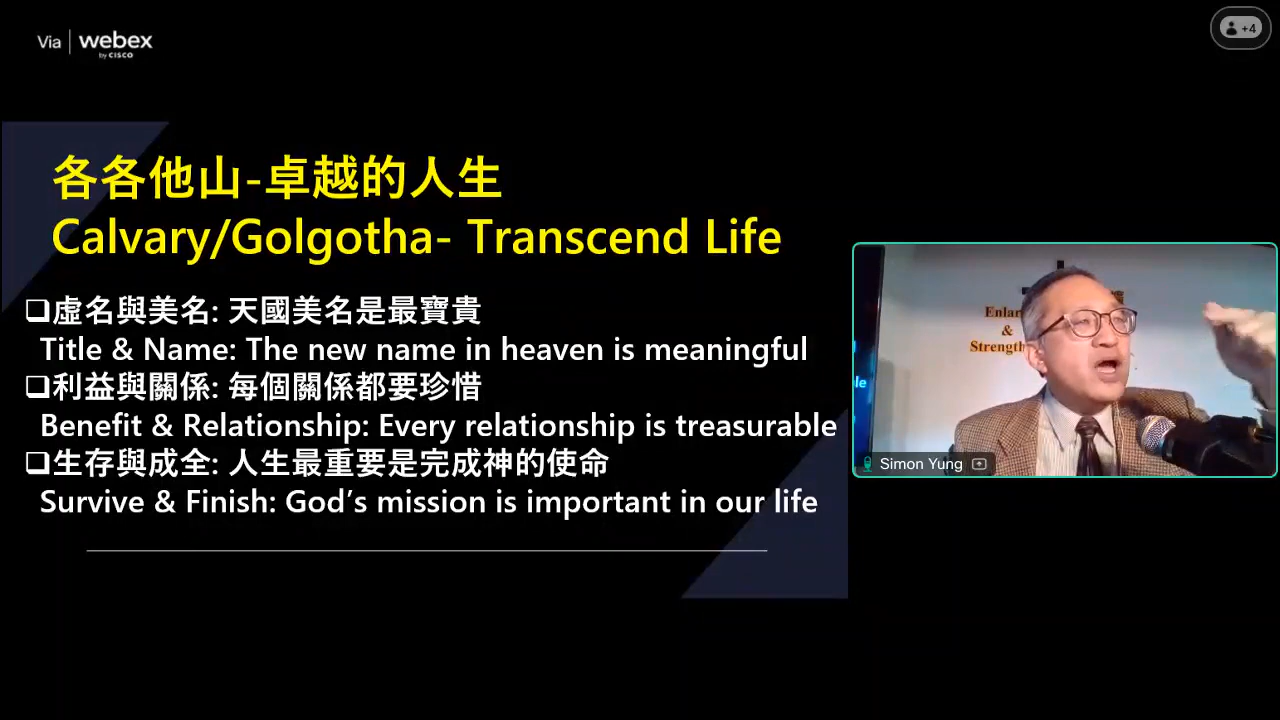 Via | webex
by CISCO
+4
各各他山-卓越的人生
Calvary/Golgotha- Transcend Life
❑虛名與美名: 天國美名是最寶貴
Title & Name: The new name in heaven is meaningful
❑利益與關係: 每個關係都要珍惜
Benefit & Relationship: Every relationship is treasurable
❑生存與成全: 人生最重要是完成神的使命
Survive & Finish: God’s mission is important in our life
&
Simon Yung